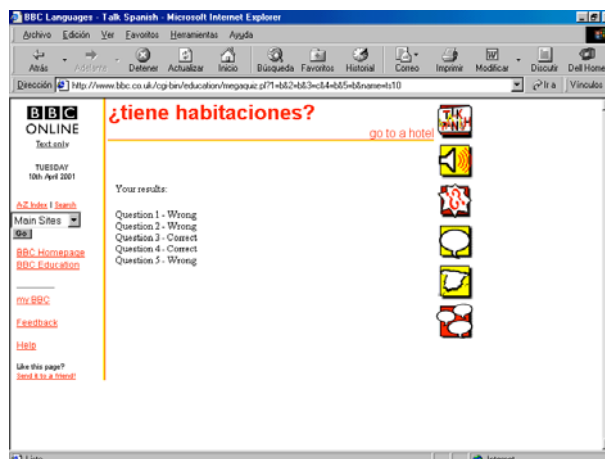 BBC Languages - Talk Spanish - Microsoft Internet Explorer
Archivo Edición Ver Favoritos Herramientas Ayuda
Atrás Adelante Detener Actualizar Inicio Búsqueda Favoritos Historial Correo Imprimir Modificar Discutir Dell Home
Dirección http://www.bbc.co.uk/cgi-bin/education/megaquiz.pl?1=b&2=b&3=c&4=b&5=b&name=ts10 Ir a Vínculos
BBC
ONLINE
Text only
TUESDAY
10th April 2001
A-Z Index | Search
Main Sites
Go
BBC Homepage
BBC Education
my BBC
Feedback
Help
Like this page?
Send it to a friend!
¿tiene habitaciones?
go to a hotel
Your results:
Question 1 - Wrong
Question 2 - Wrong
Question 3 - Correct
Question 4 - Correct
Question 5 - Wrong
Listo Internet